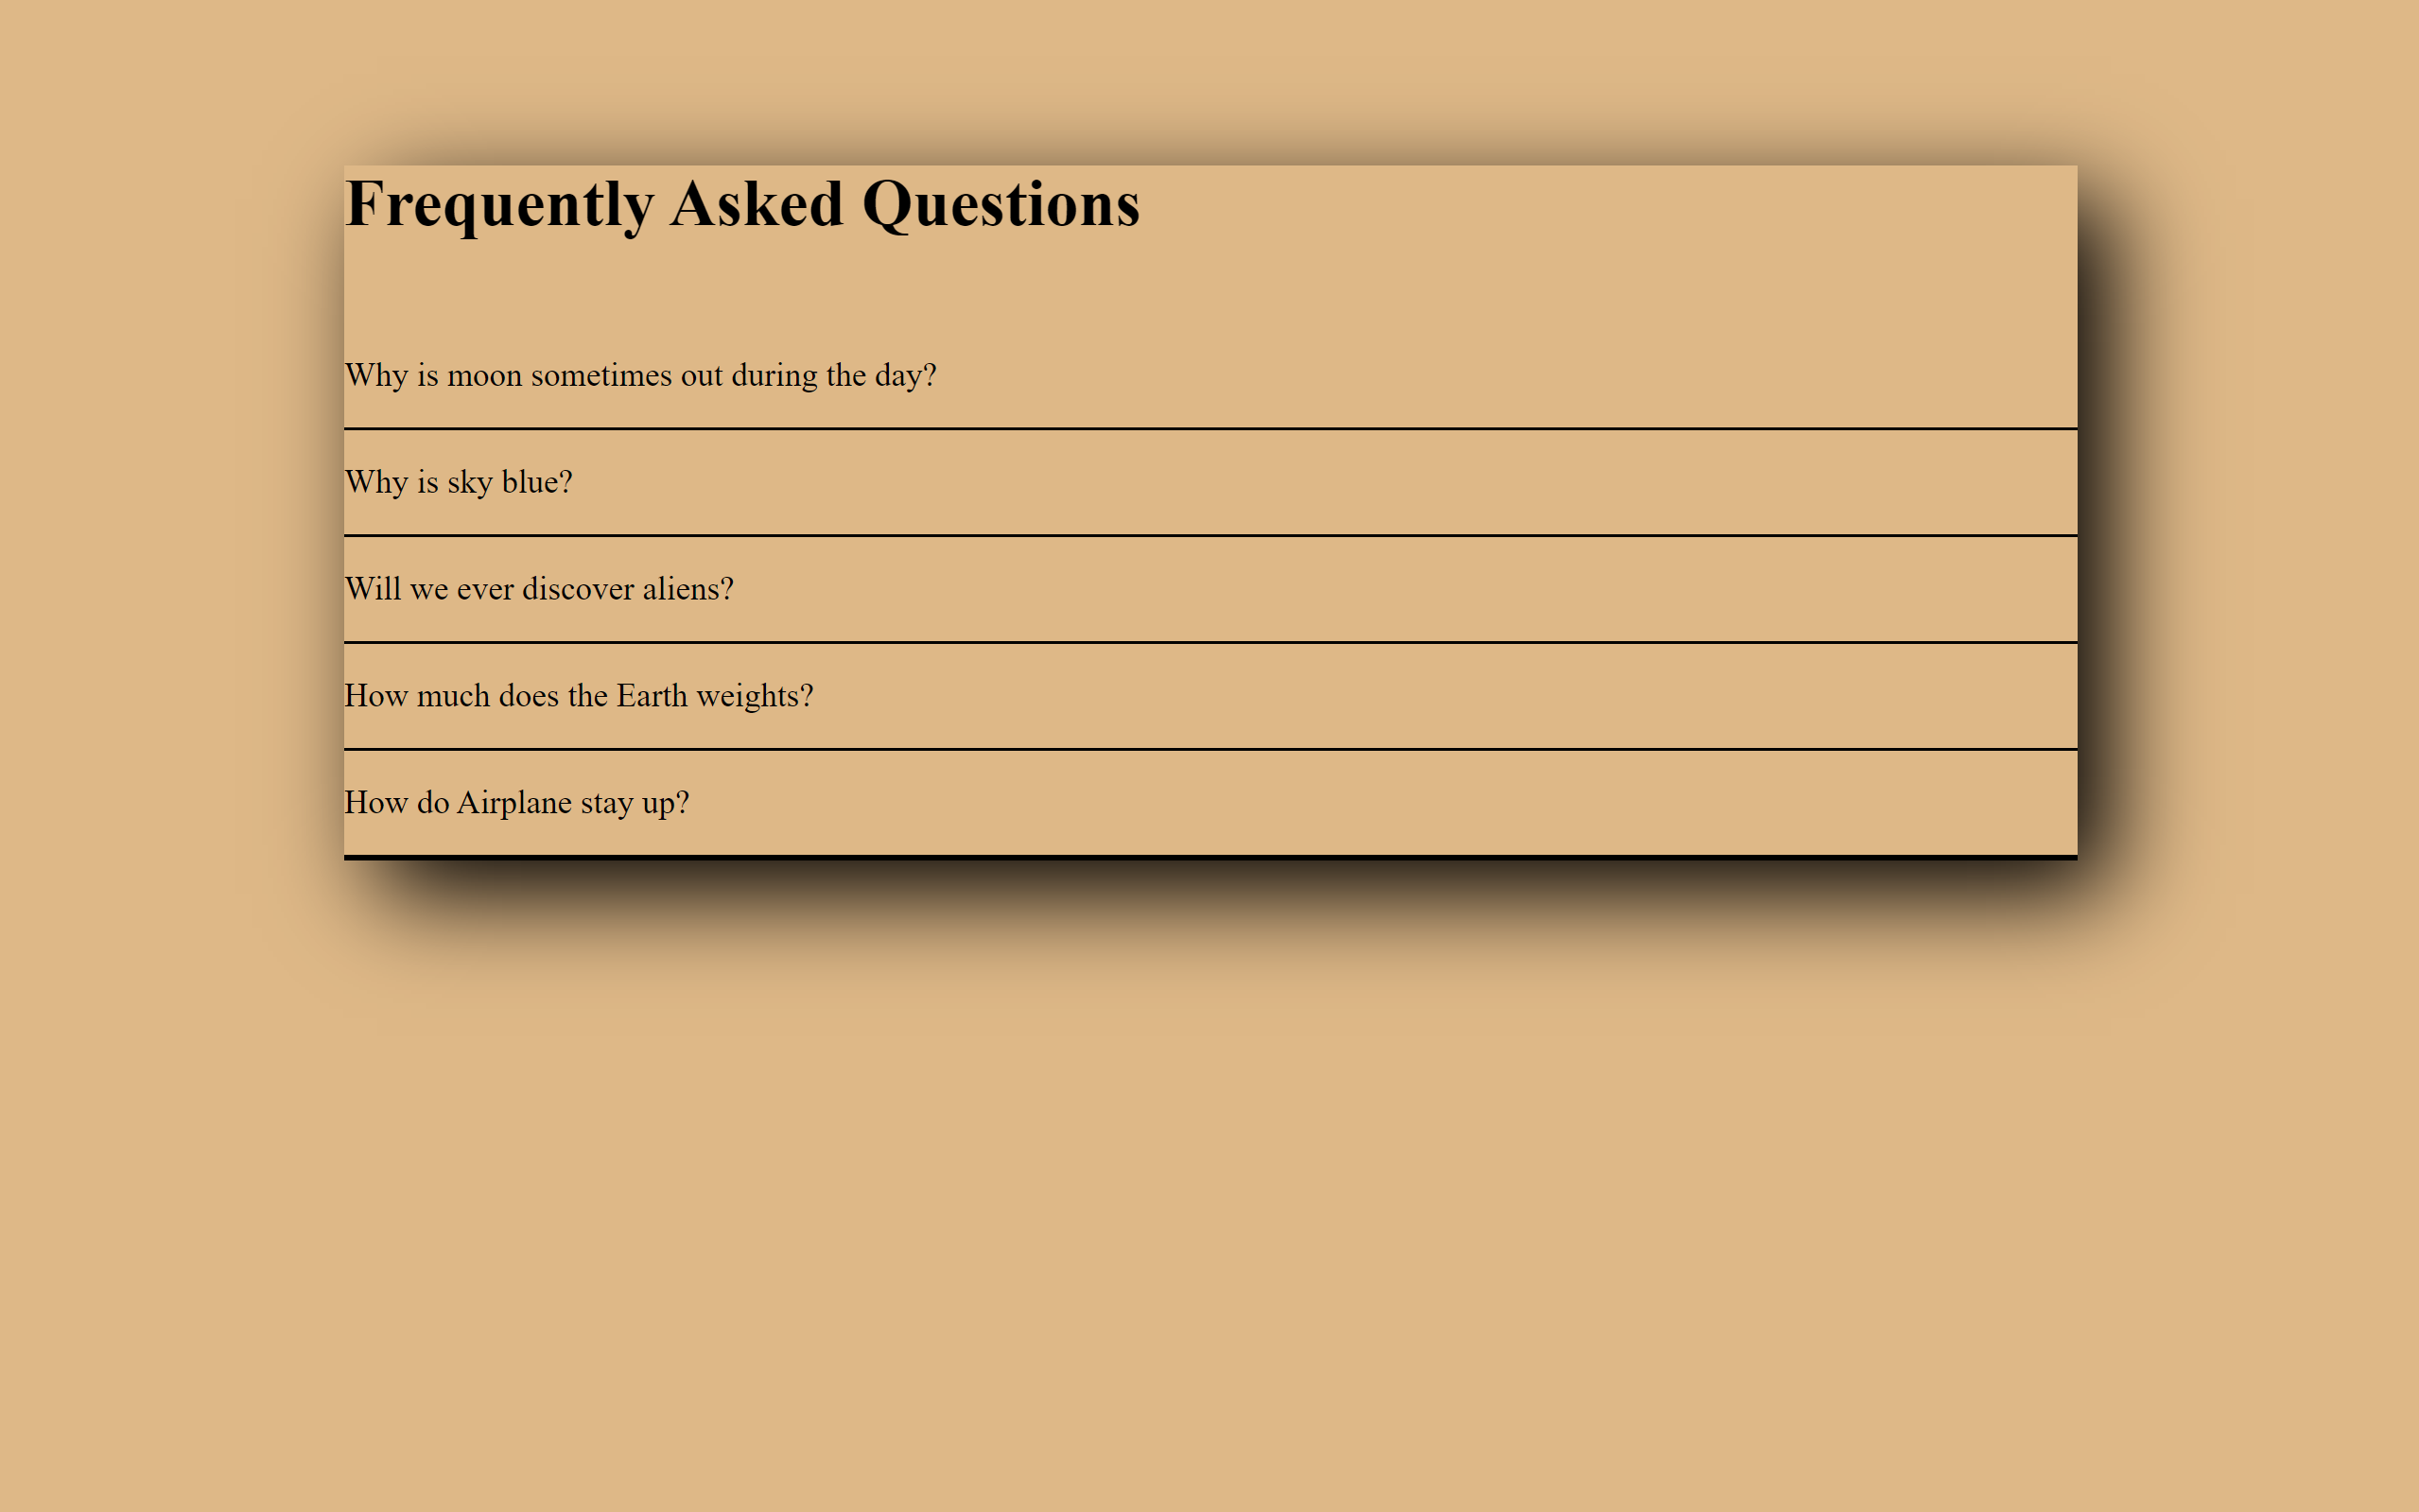 Frequently Asked Questions
Why is moon sometimes out during the day?
Why is sky blue?
Will we ever discover aliens?
How much does the Earth weights?
How do Airplane stay up?